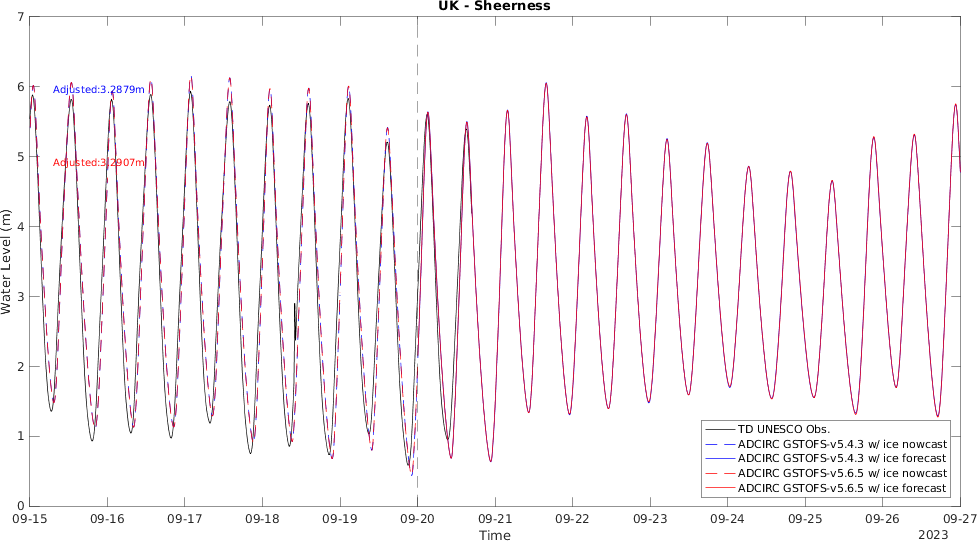 UK - Sheerness
7
6
5
4
3
2
1
0
Water Level (m)
Adjusted:3.2879m
Adjusted:3.2907m
TD UNESCO Obs.
ADCIRC GSTOFS-v5.4.3 w/ ice nowcast
ADCIRC GSTOFS-v5.4.3 w/ ice forecast
ADCIRC GSTOFS-v5.6.5 w/ ice nowcast
ADCIRC GSTOFS-v5.6.5 w/ ice forecast
09-15 09-16 09-17 09-18 09-19 09-20 09-21 09-22 09-23 09-24 09-25 09-26 09-27
Time
2023